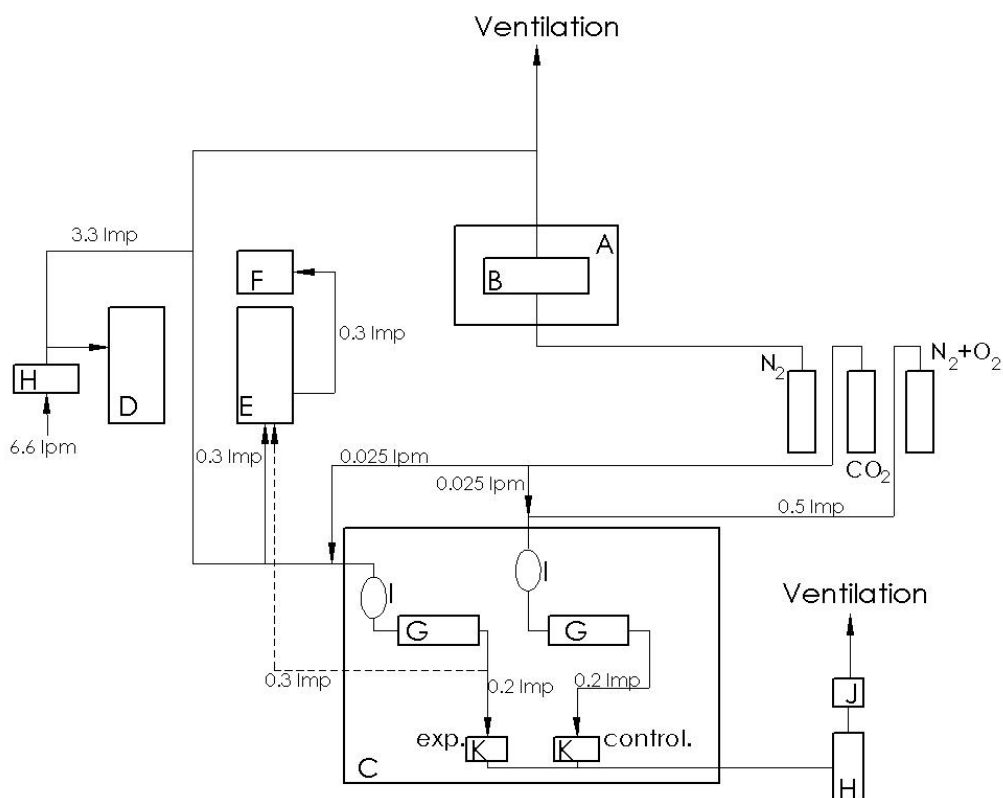 Ventilation
3.3 lmp
A
F
B
0.3 lmp
N2
N2+O2
H
D
E
CO2
6.6 lpm
0.3 lmp
0.025 lpm
0.025 lpm
0.5 lmp
I
I
Ventilation
G
G
0.3 lmp
0.2 lmp
0.2 lmp
J
exp.
K
K
control.
C
H